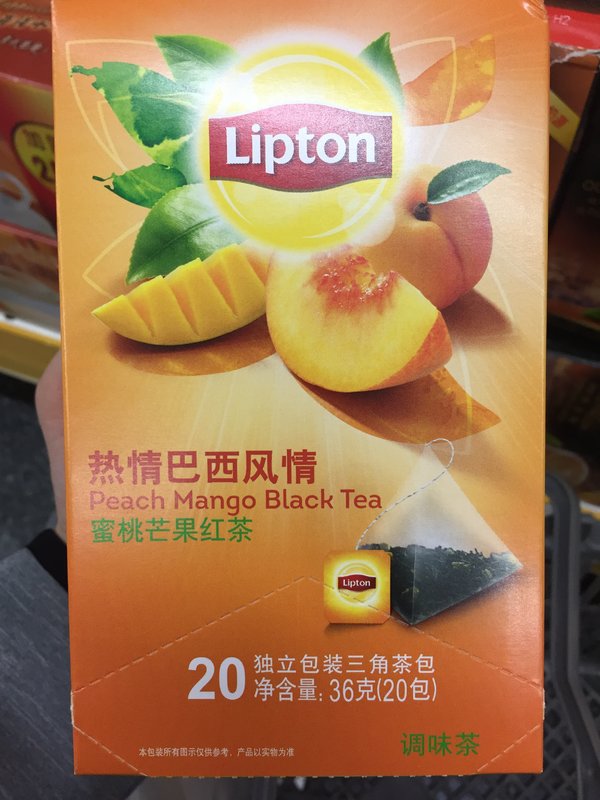 H2
Lipton
热情巴西风情
Peach Mango Black Tea
蜜桃芒果红茶
Lipton
20
独立包装三角茶包
净含量: 36克(20包)
调味茶
本包装所有图示仅供参考, 产品以实物为准